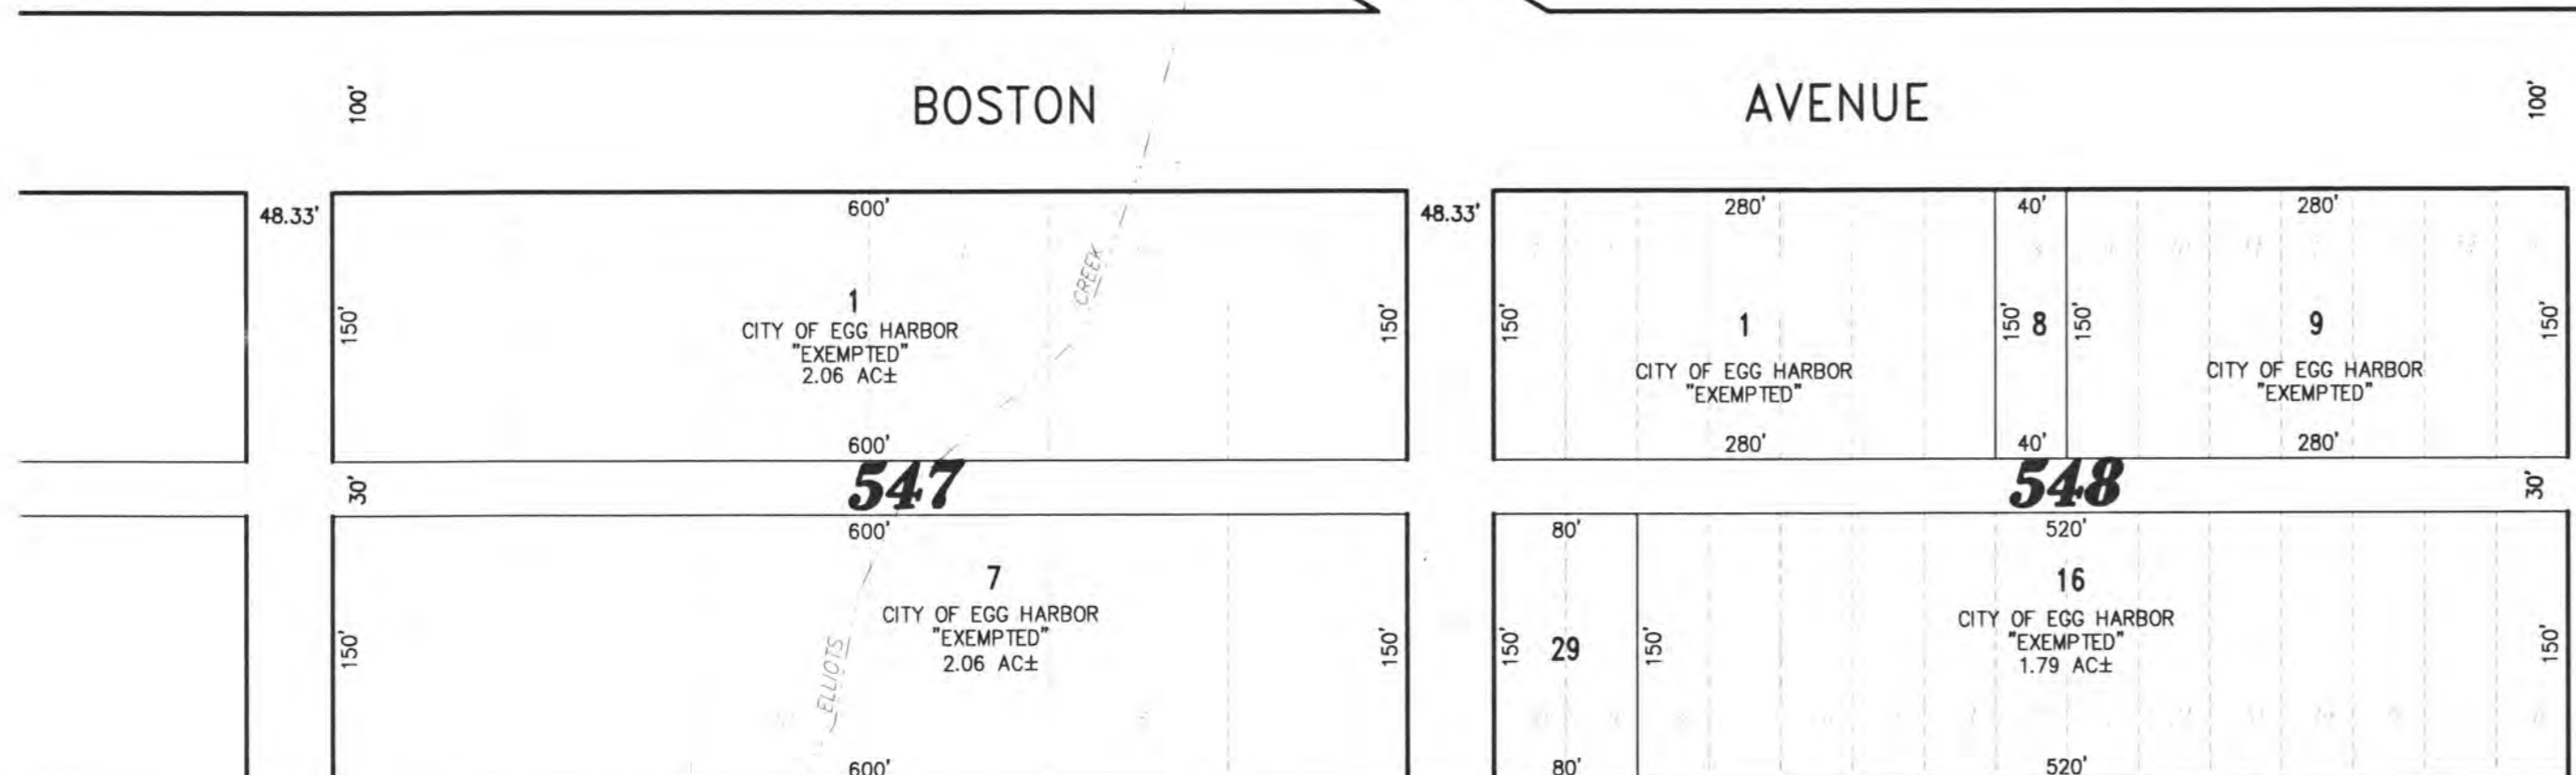 100'
BOSTON AVENUE
100'
48.33'
600'
48.33'
280'
40'
280'
CREEK
150'
1
CITY OF EGG HARBOR
"EXEMPTED"
2.06 AC±
150'
150'
1
CITY OF EGG HARBOR
"EXEMPTED"
150'
8
150'
9
CITY OF EGG HARBOR
"EXEMPTED"
150'
600'
280'
40'
280'
30'
547
548
30'
600'
80'
520'
7
CITY OF EGG HARBOR
"EXEMPTED"
2.06 AC±
16
CITY OF EGG HARBOR
"EXEMPTED"
1.79 AC±
150'
ELLIOTS
150'
150'
29
150'
150'
600'
80'
520'